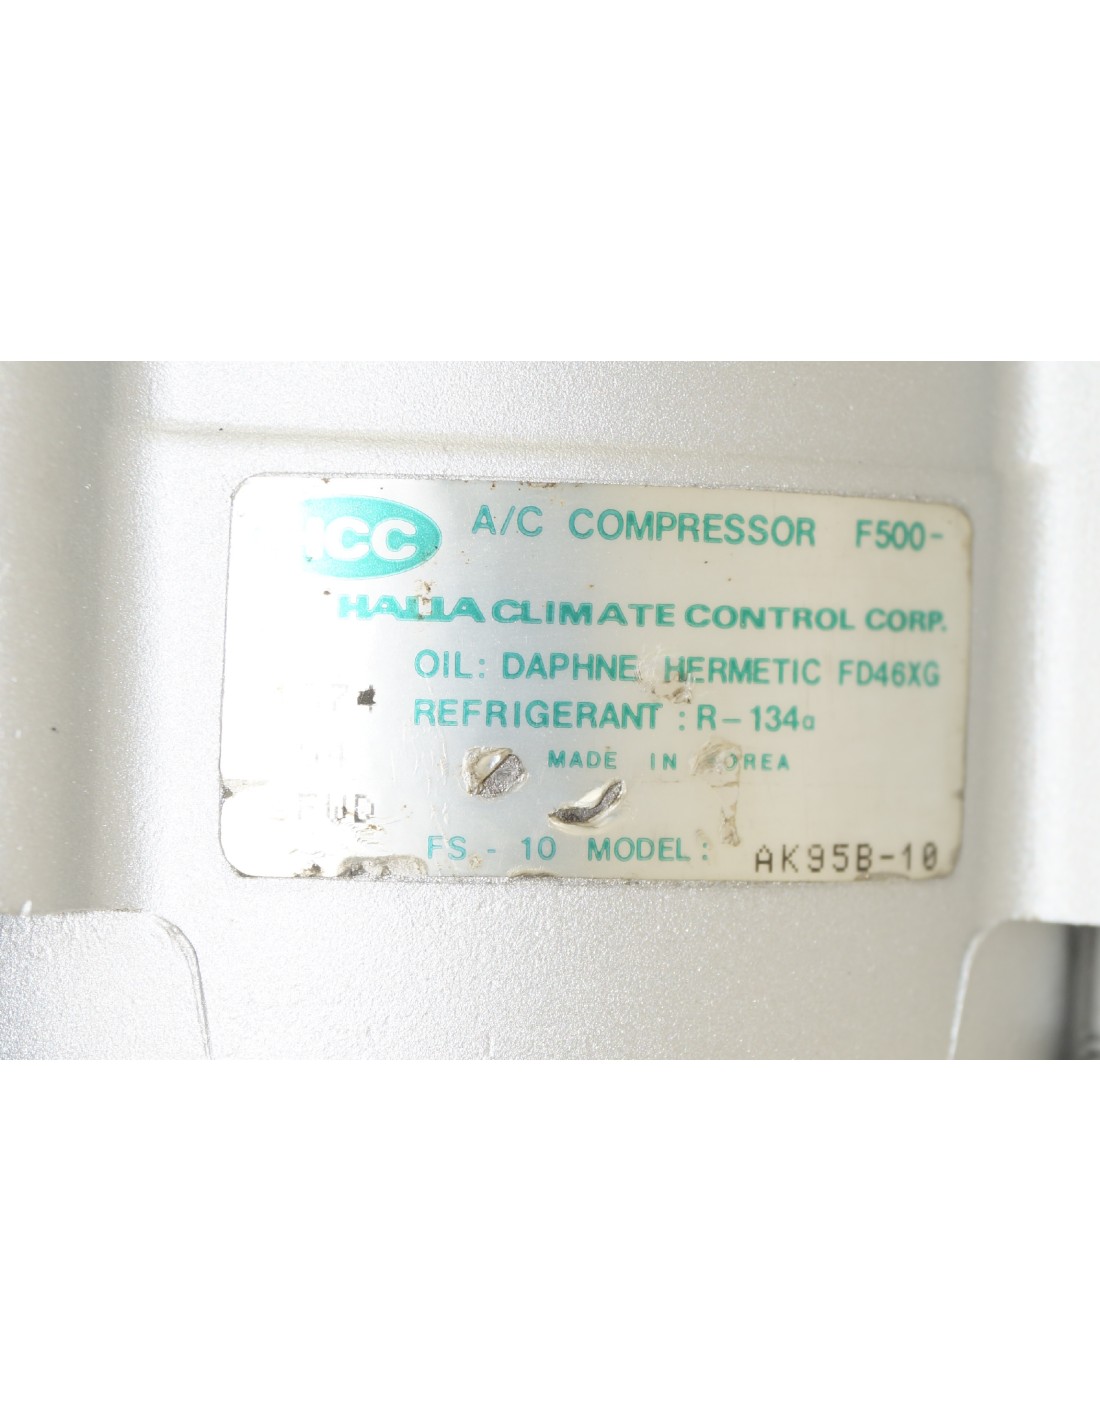 HCC A/C COMPRESSOR F500-
HALLA CLIMATE CONTROL CORP.
OIL: DAPHNE HERMETIC FD46XG
REFRIGERANT : R-134a
MADE IN KOREA
FS - 10 MODEL: AK95B-10